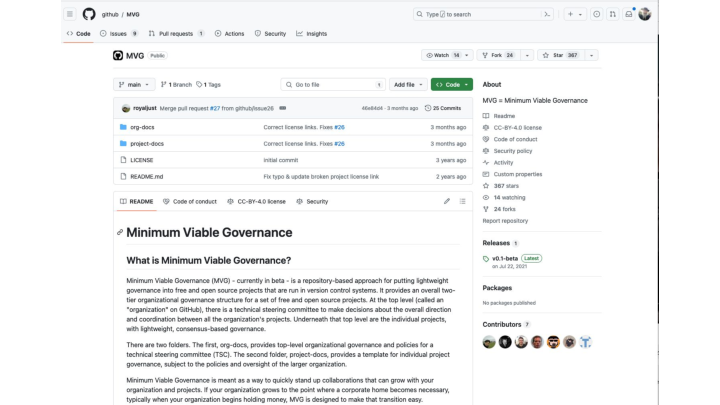 github / MVG
Type / to search
Code
Issues 9
Pull requests 1
Actions
Security
Insights
MVG Public
Watch 14
Fork 24
Star 367
main
1 Branch
1 Tags
Go to file
t
Add file
Code
royaljust Merge pull request #27 from github/issue26
3 months ago
25 Commits
org-docs Correct license links. Fixes #26 3 months ago
project-docs Correct license links. Fixes #26 3 months ago
LICENSE initial commit 3 years ago
README.md Fix typo & update broken project license link 2 years ago
README
Code of conduct
CC-BY-4.0 license
Security
Minimum Viable Governance
What is Minimum Viable Governance?
Minimum Viable Governance (MVG) - currently in beta - is a repository-based approach for putting lightweight
governance into free and open source projects that are run in version control systems. It provides an overall two-
tier organizational governance structure for a set of free and open source projects. At the top level (called an
"organization" on GitHub), there is a technical steering committee to make decisions about the overall direction
and coordination between all the organization's projects. Underneath that top level are the individual projects,
with lightweight, consensus-based governance.
There are two folders. The first, org-docs, provides top-level organizational governance and policies for a
technical steering committee (TSC). The second folder, project-docs, provides a template for individual project
governance, subject to the policies and oversight of the larger organization.
Minimum Viable Governance is meant as a way to quickly stand up collaborations that can grow with your
organization and projects. If your organization grows to the point where a corporate home becomes necessary,
typically when your organization begins holding money, MVG is designed to make that transition easy.
About
MVG = Minimum Viable Governance
Readme
CC-BY-4.0 license
Code of conduct
Security policy
Activity
Custom properties
367 stars
14 watching
24 forks
Report repository
Releases 1
v0.1-beta Latest
on Jul 22, 2021
Packages
No packages published
Contributors 7